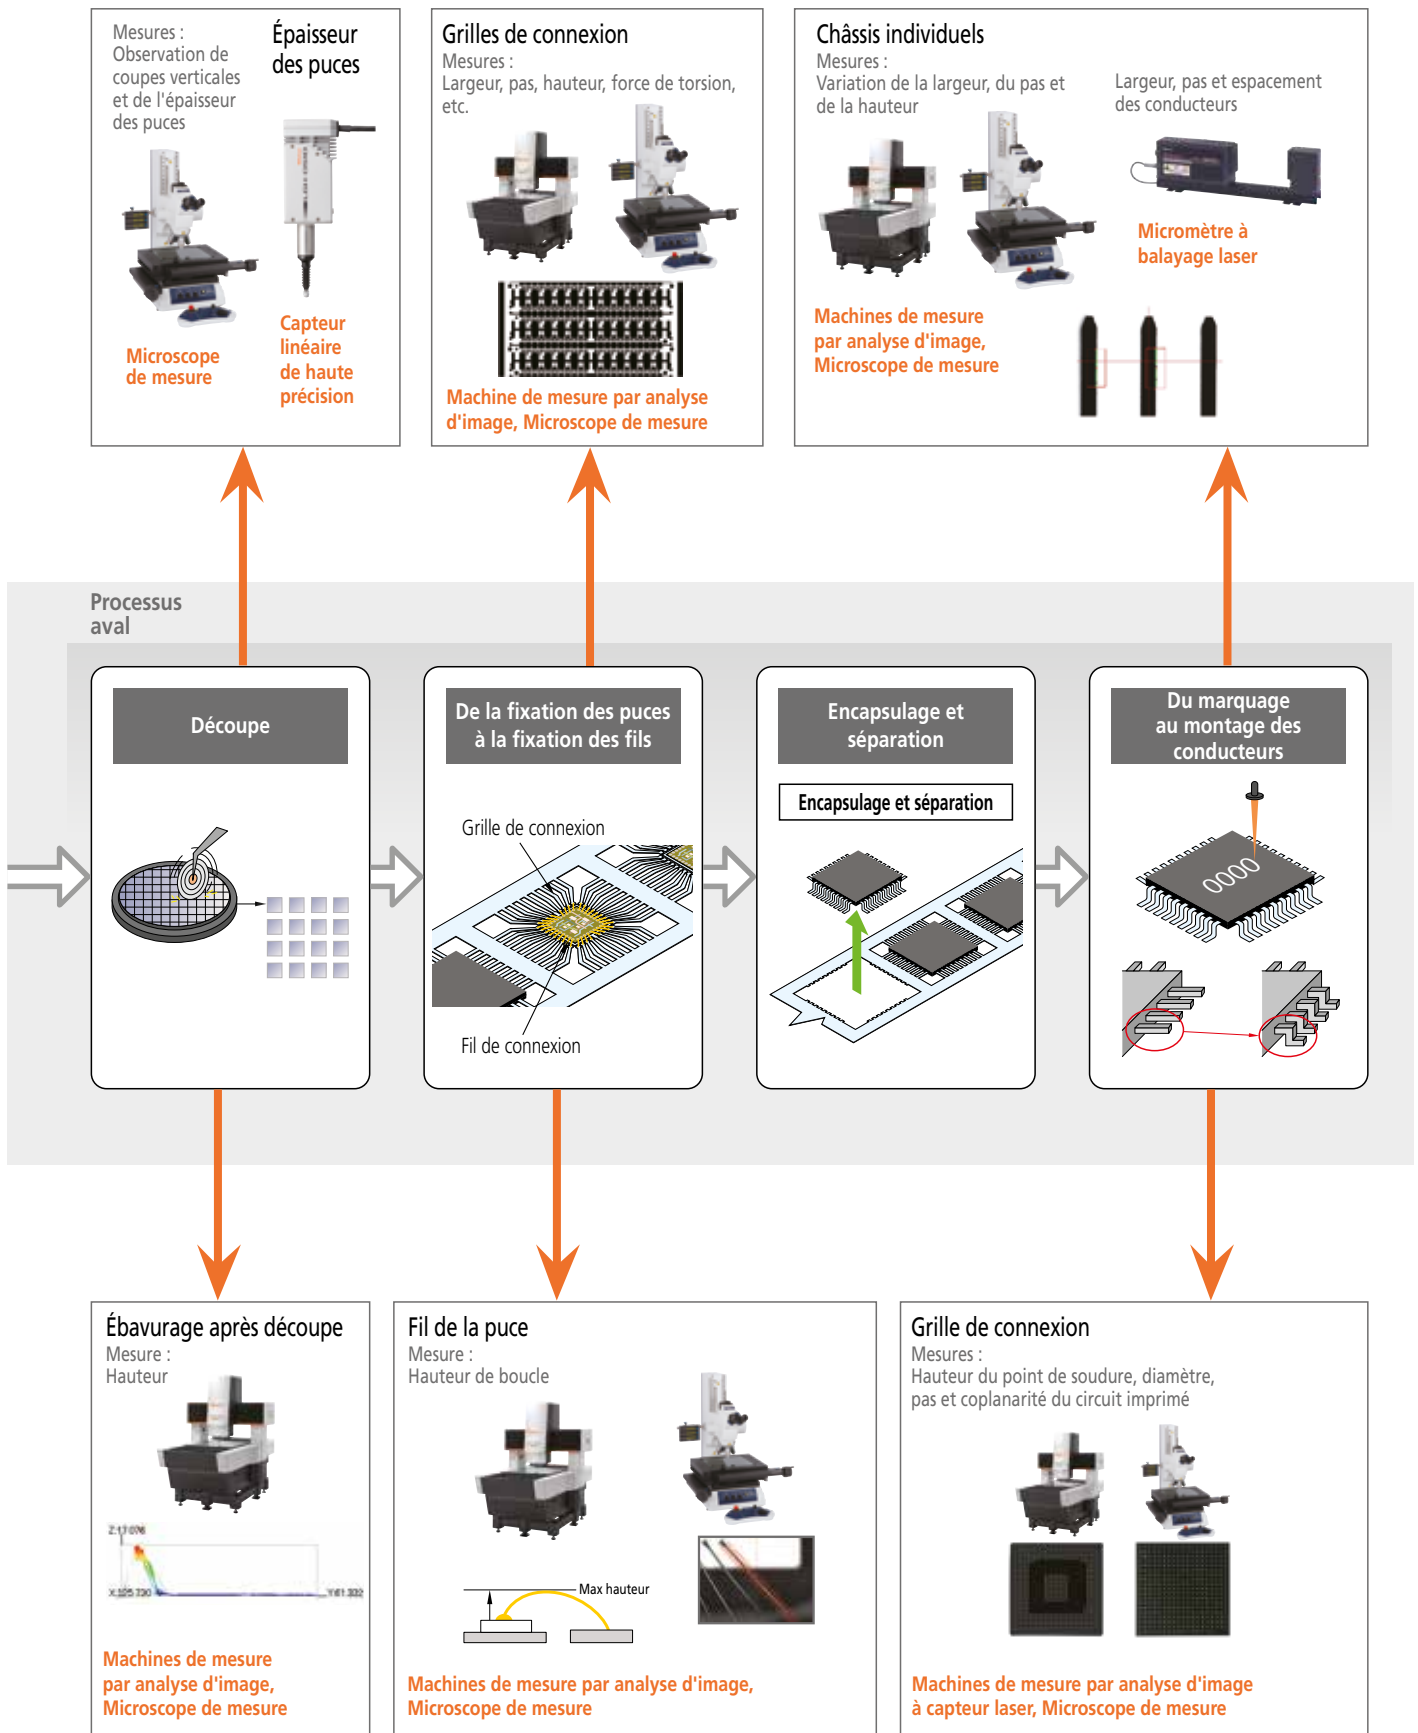 Mesures :
Observation de
coupes verticales
et de l'épaisseur
des puces
Épaisseur
des puces
Microscope
de mesure
Capteur
linéaire
de haute
précision
Grilles de connexion
Mesures :
Largeur, pas, hauteur, force de torsion,
etc.
Machine de mesure par analyse
d'image, Microscope de mesure
Châssis individuels
Mesures :
Variation de la largeur, du pas et
de la hauteur
Largeur, pas et espacement
des conducteurs
Micromètre à
balayage laser
Machines de mesure
par analyse d'image,
Microscope de mesure
Processus
aval
Découpe
De la fixation des puces
à la fixation des fils
Grille de connexion
Fil de connexion
Encapsulage et
séparation
Encapsulage et séparation
Du marquage
au montage des
conducteurs
0000
Ébavurage après découpe
Mesure :
Hauteur
Z:17.076
Machines de mesure
par analyse d'image,
Microscope de mesure
Fil de la puce
Mesure :
Hauteur de boucle
Max hauteur
Machines de mesure par analyse d'image,
Microscope de mesure
Grille de connexion
Mesures :
Hauteur du point de soudure, diamètre,
pas et coplanarité du circuit imprimé
Machines de mesure par analyse d'image
à capteur laser, Microscope de mesure